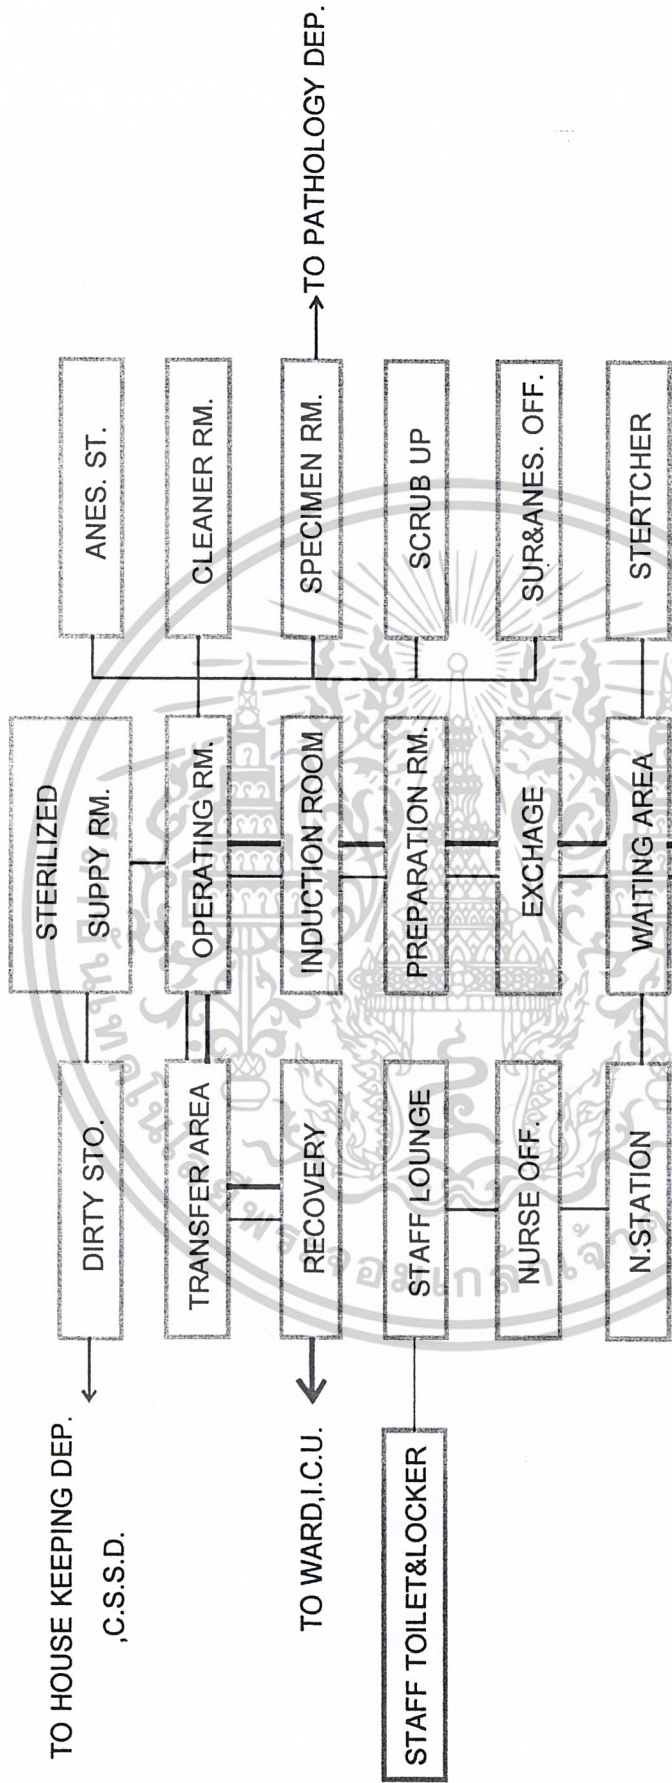 TO HOUSE KEEPING DEP.
,C.S.S.D.
DIRTY STO.
STERILIZED
SUPPY RM.
ANES. ST.
TRANSFER AREA
OPERATING RM.
CLEANER RM.
TO WARD,I.C.U.
RECOVERY
INDUCTION ROOM
SPECIMEN RM.
TO PATHOLOGY DEP.
STAFF TOILET&LOCKER
STAFF LOUNGE
PREPARATION RM.
SCRUB UP
NURSE OFF.
EXCHAGE
SUR&ANES. OFF.
N.STATION
WAITING AREA
STERTCHER